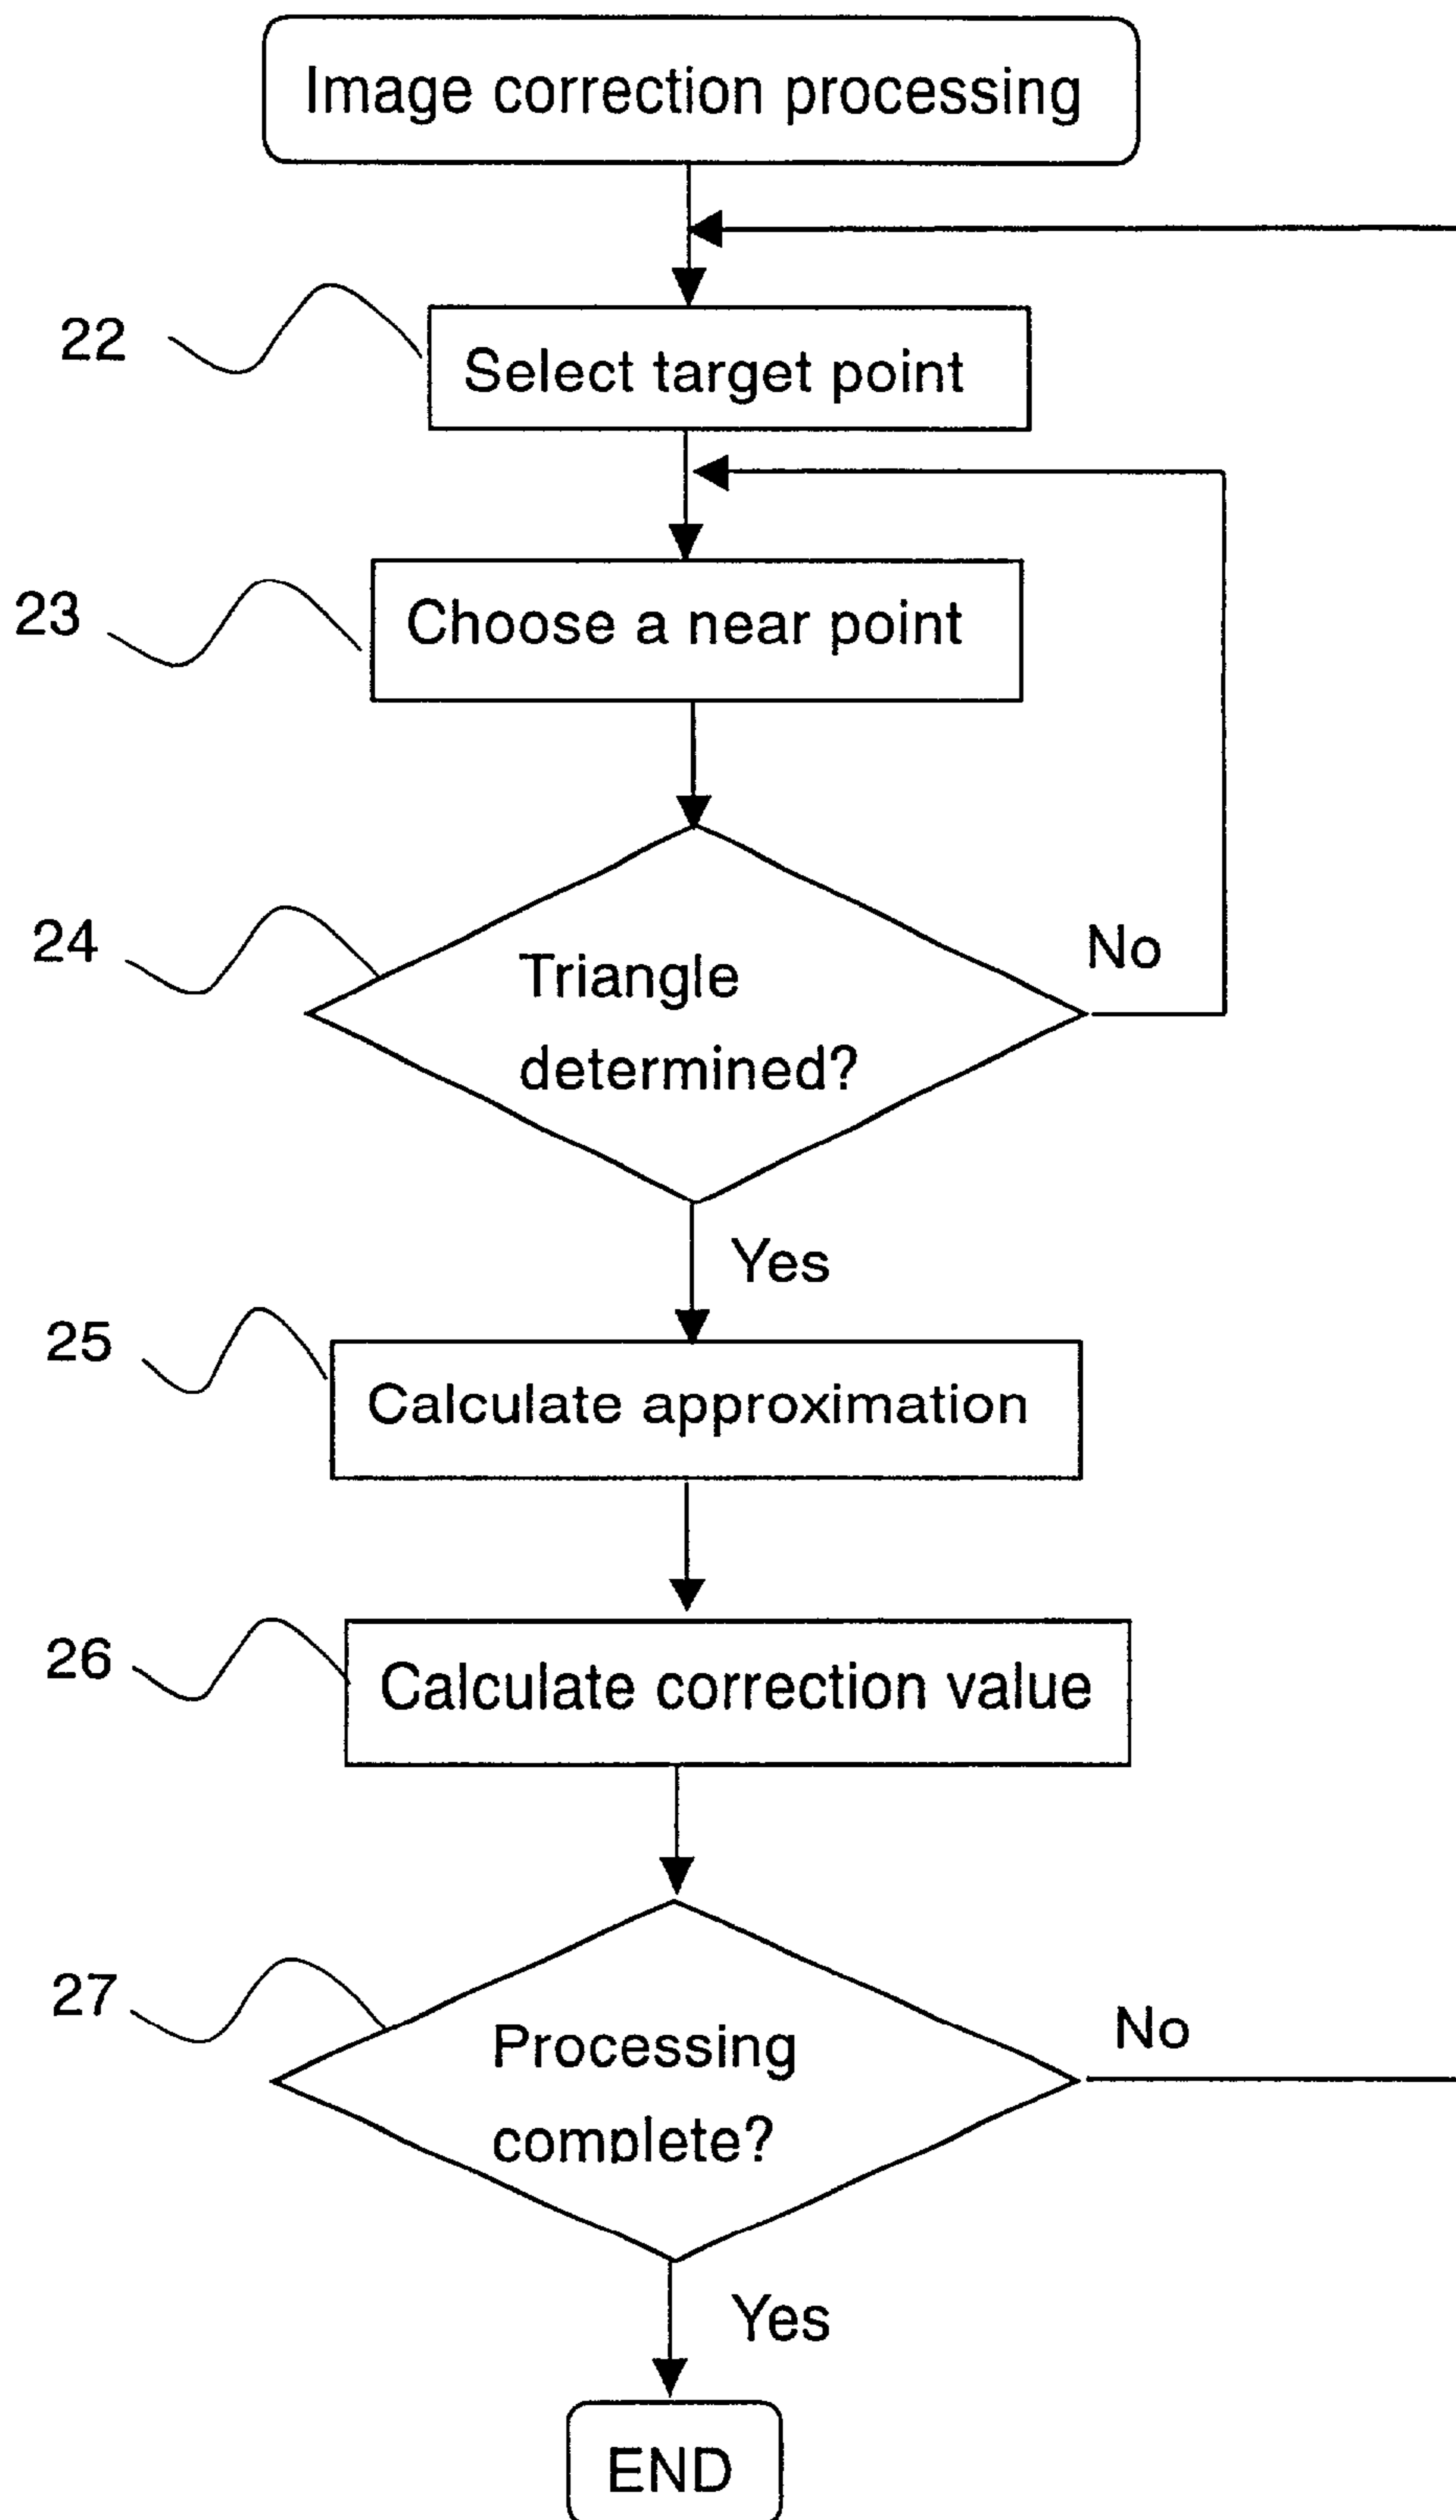 Image correction processing
22
Select target point
23
Choose a near point
24
Triangle
determined?
No
Yes
25
Calculate approximation
26
Calculate correction value
27
Processing
complete?
No
Yes
END